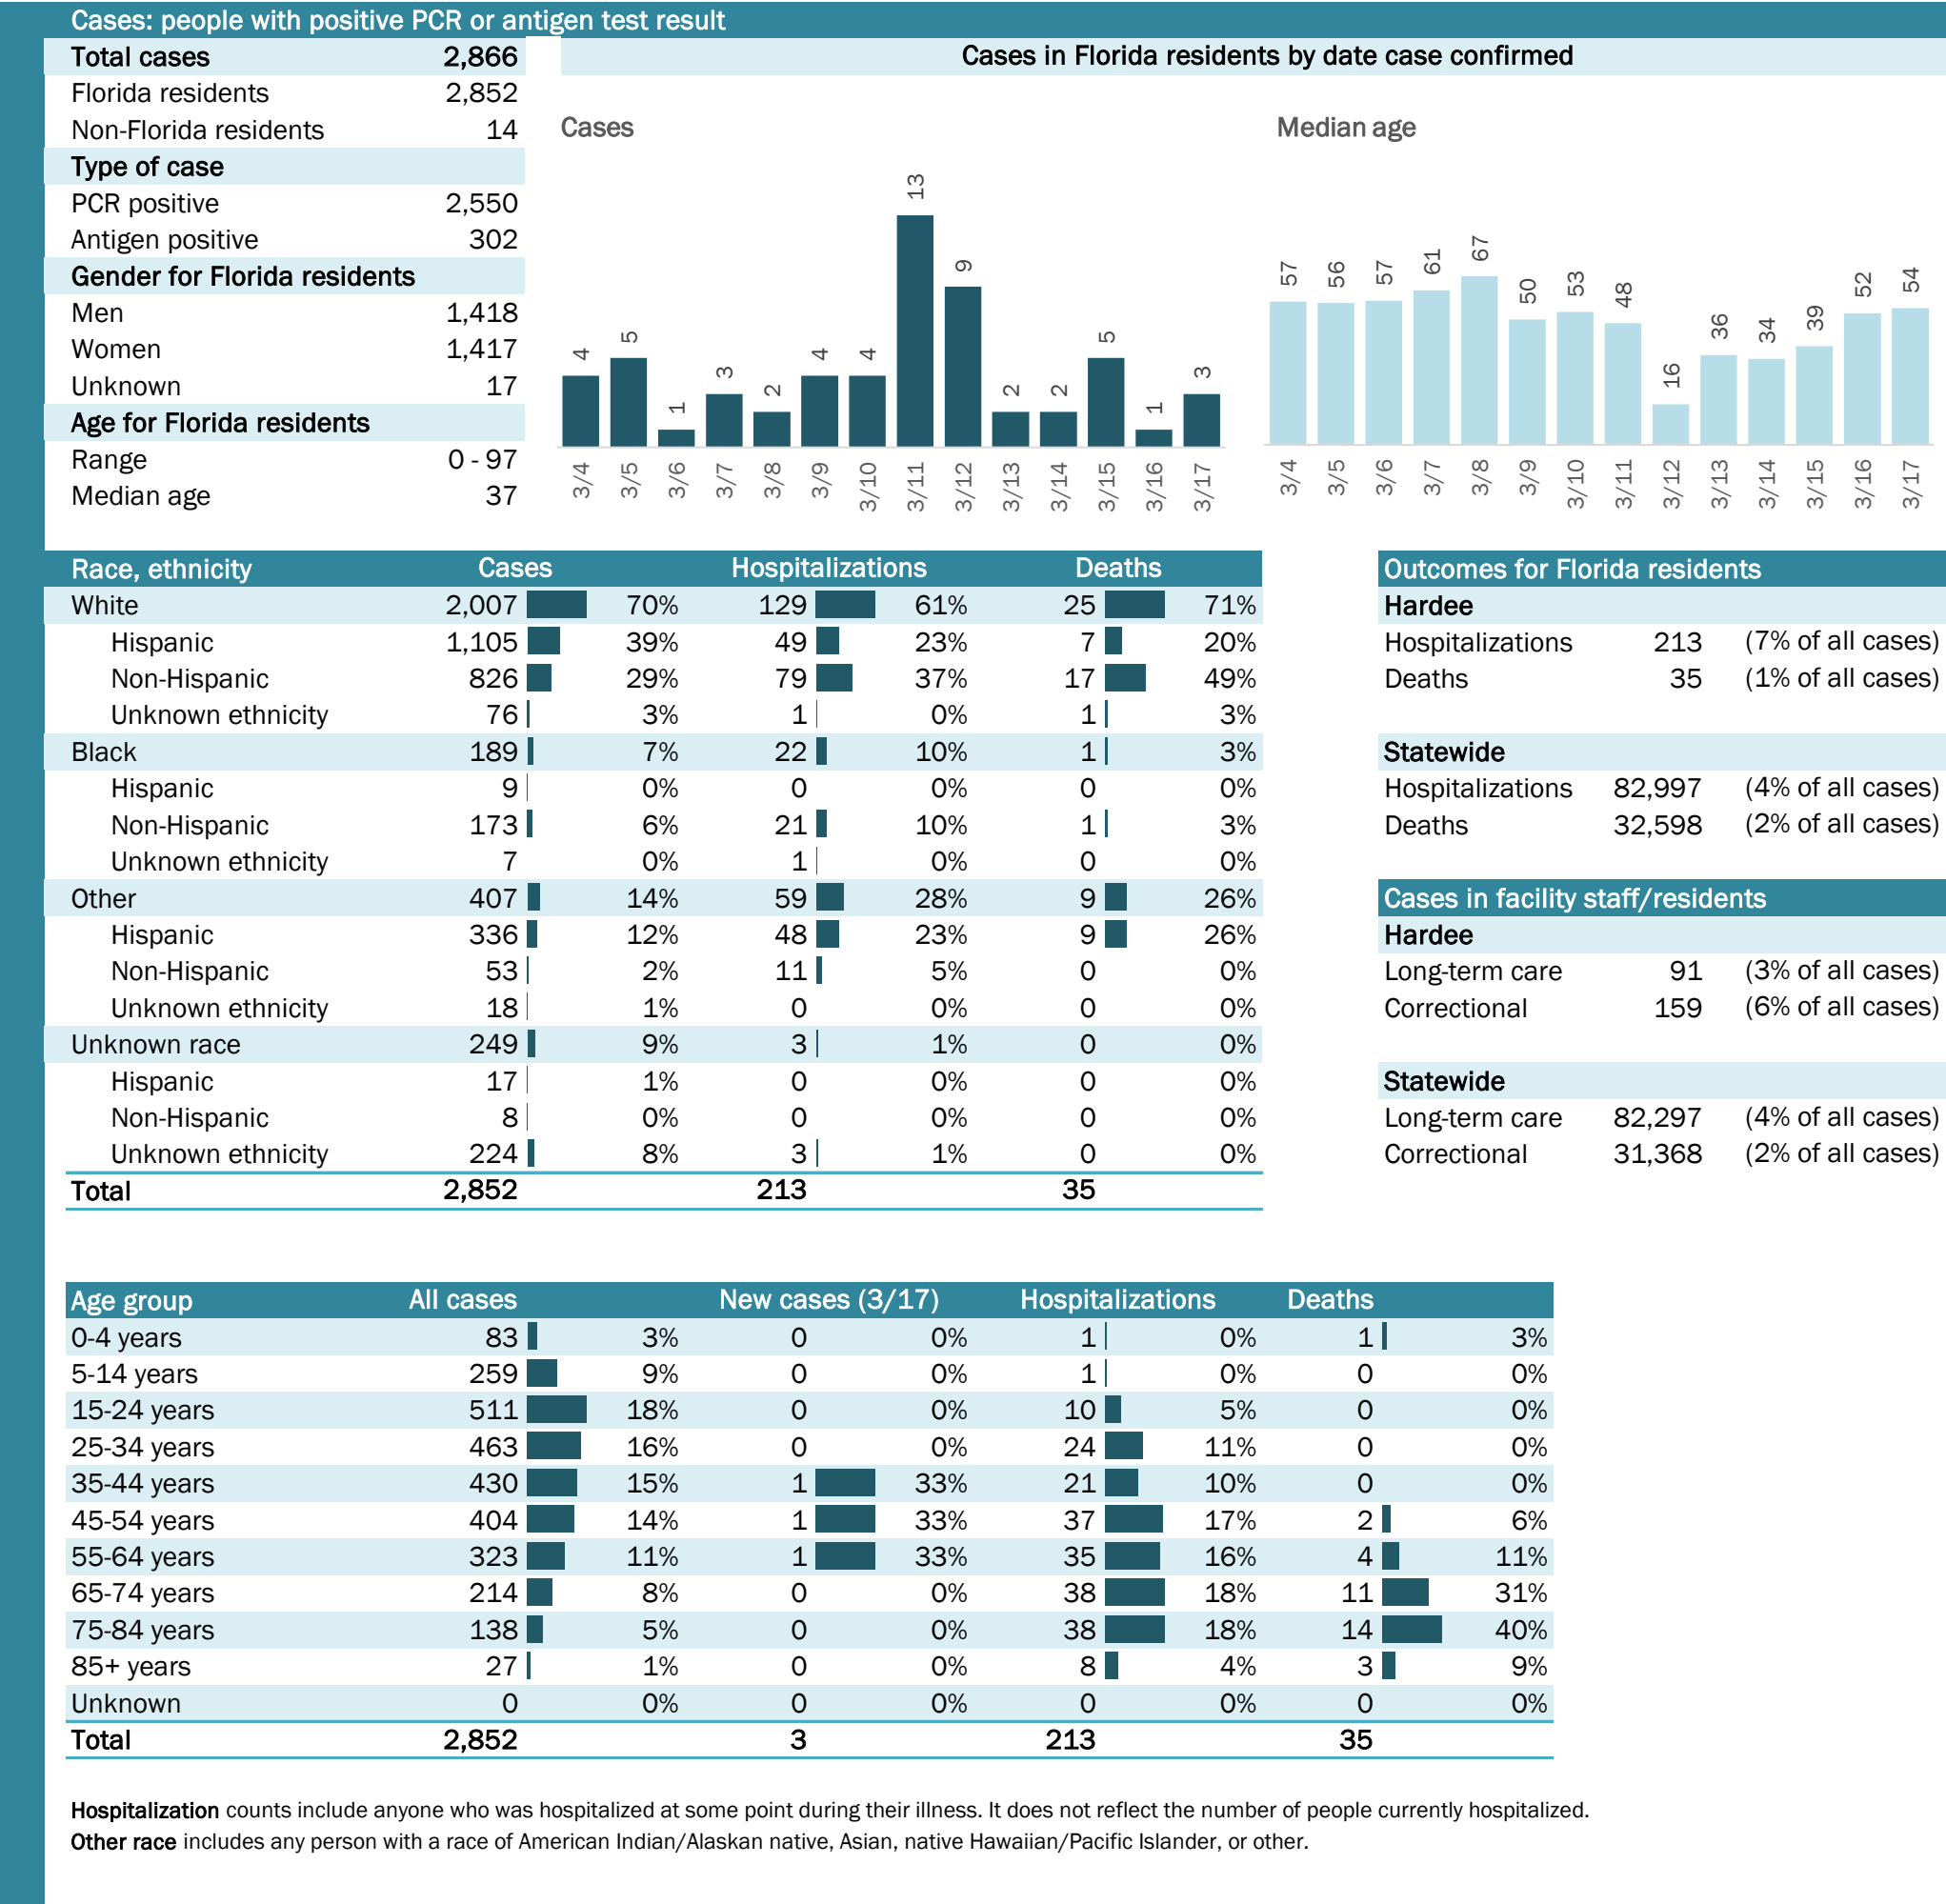 Cases: people with positive PCR or antigen test result
Total cases 2,866
Florida residents 2,852
Non-Florida residents 14
Type of case
PCR positive 2,550
Antigen positive 302
Gender for Florida residents
Men 1,418
Women 1,417
Unknown 17
Age for Florida residents
Range 0 - 97
Median age 37
Cases in Florida residents by date case confirmed
Cases
4 5 1 3 2 4 4 13 9 2 2 5 1 3
3/4 3/5 3/6 3/7 3/8 3/9 3/10 3/11 3/12 3/13 3/14 3/15 3/16 3/17
Median age
57 56 57 61 67 50 53 48 16 36 34 39 52 54
3/4 3/5 3/6 3/7 3/8 3/9 3/10 3/11 3/12 3/13 3/14 3/15 3/16 3/17
Race, ethnicity Cases Hospitalizations Deaths
White 2,007 70% 129 61% 25 71%
Hispanic 1,105 39% 49 23% 7 20%
Non-Hispanic 826 29% 79 37% 17 49%
Unknown ethnicity 76 3% 1 0% 1 3%
Black 189 7% 22 10% 1 3%
Hispanic 9 0% 0 0% 0 0%
Non-Hispanic 173 6% 21 10% 1 3%
Unknown ethnicity 7 0% 1 0% 0 0%
Other 407 14% 59 28% 9 26%
Hispanic 336 12% 48 23% 9 26%
Non-Hispanic 53 2% 11 5% 0 0%
Unknown ethnicity 18 1% 0 0% 0 0%
Unknown race 249 9% 3 1% 0 0%
Hispanic 17 1% 0 0% 0 0%
Non-Hispanic 8 0% 0 0% 0 0%
Unknown ethnicity 224 8% 3 1% 0 0%
Total 2,852 213 35
Outcomes for Florida residents
Hardee
Hospitalizations 213 (7% of all cases)
Deaths 35 (1% of all cases)
Statewide
Hospitalizations 82,997 (4% of all cases)
Deaths 32,598 (2% of all cases)
Cases in facility staff/residents
Hardee
Long-term care 91 (3% of all cases)
Correctional 159 (6% of all cases)
Statewide
Long-term care 82,297 (4% of all cases)
Correctional 31,368 (2% of all cases)
Age group All cases New cases (3/17) Hospitalizations Deaths
0-4 years 83 3% 0 0% 1 0% 1 3%
5-14 years 259 9% 0 0% 1 0% 0 0%
15-24 years 511 18% 0 0% 10 5% 0 0%
25-34 years 463 16% 0 0% 24 11% 0 0%
35-44 years 430 15% 1 33% 21 10% 0 0%
45-54 years 404 14% 1 33% 37 17% 2 6%
55-64 years 323 11% 1 33% 35 16% 4 11%
65-74 years 214 8% 0 0% 38 18% 11 31%
75-84 years 138 5% 0 0% 38 18% 14 40%
85+ years 27 1% 0 0% 8 4% 3 9%
Unknown 0 0% 0 0% 0 0% 0 0%
Total 2,852 3 213 35
Hospitalization counts include anyone who was hospitalized at some point during their illness. It does not reflect the number of people currently hospitalized.
Other race includes any person with a race of American Indian/Alaskan native, Asian, native Hawaiian/Pacific Islander, or other.